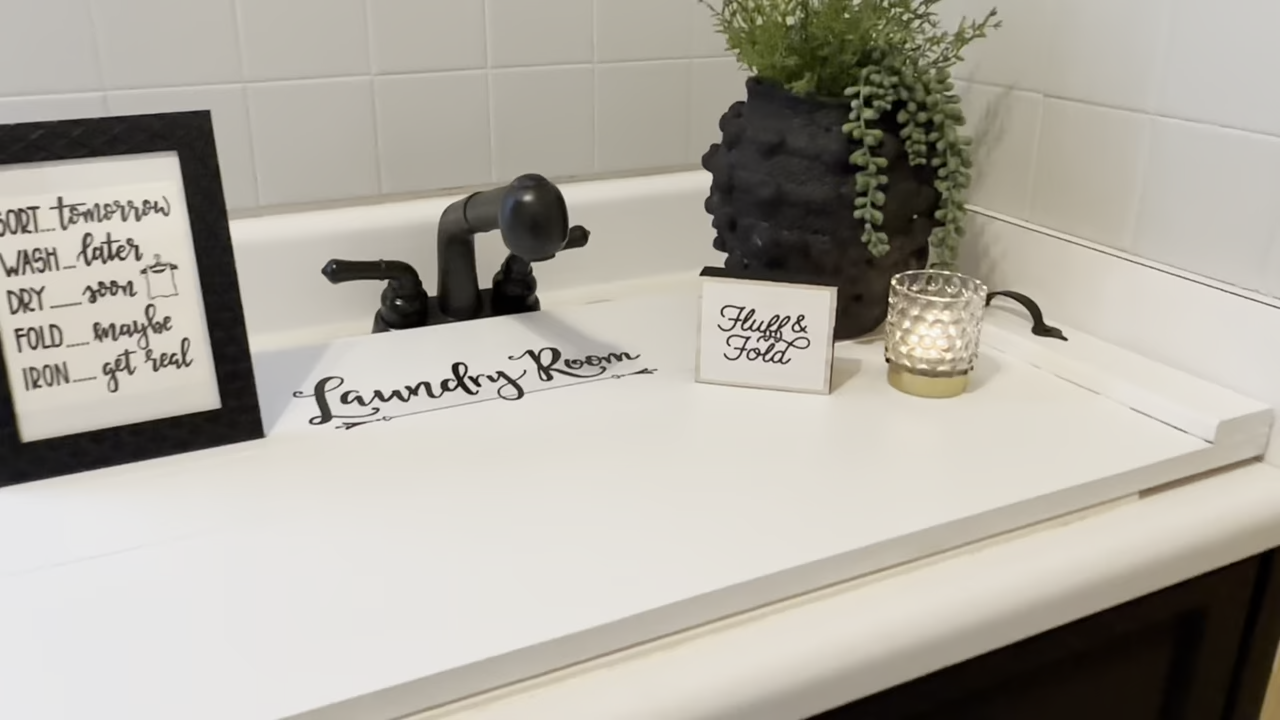 SORT...tomorrow
WASH...later
DRY...soon
FOLD...maybe
IRON...get real
Laundry Room
Fluff &
Fold